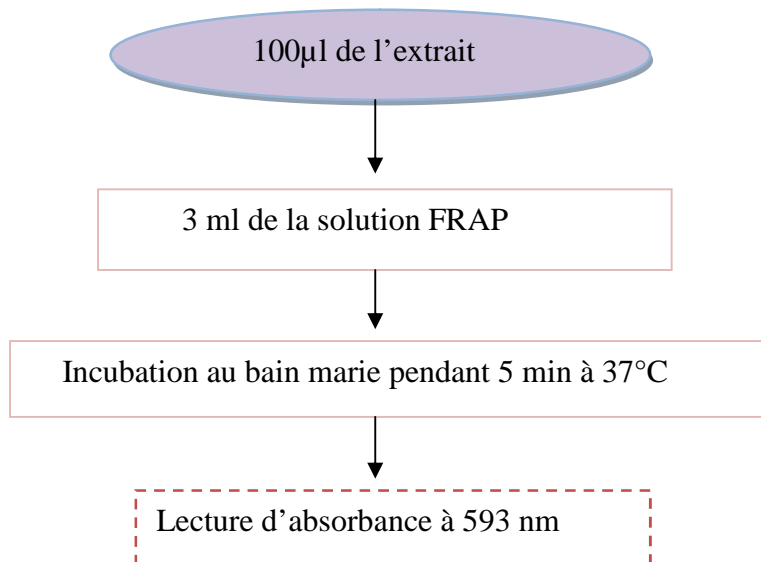 100µl de l’extrait
3 ml de la solution FRAP
Incubation au bain marie pendant 5 min à 37°C
Lecture d’absorbance à 593 nm